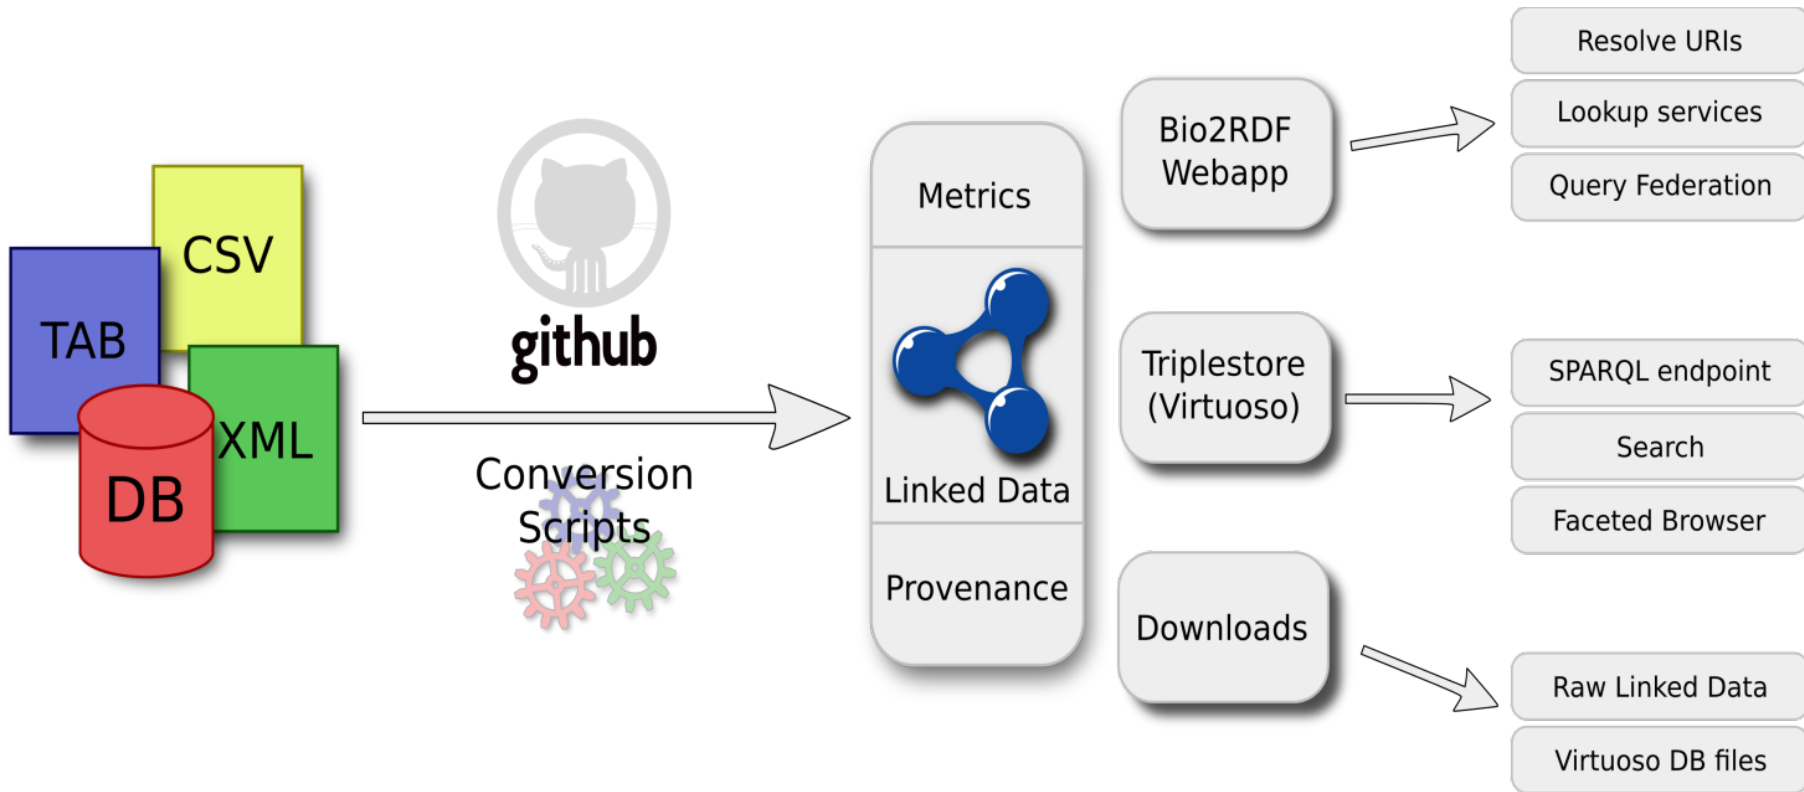 CSV
TAB
XML
DB
github
Conversion
Scripts
Metrics
Linked Data
Provenance
Bio2RDF
Webapp
Triplestore
(Virtuoso)
Downloads
Resolve URIs
Lookup services
Query Federation
SPARQL endpoint
Search
Faceted Browser
Raw Linked Data
Virtuoso DB files